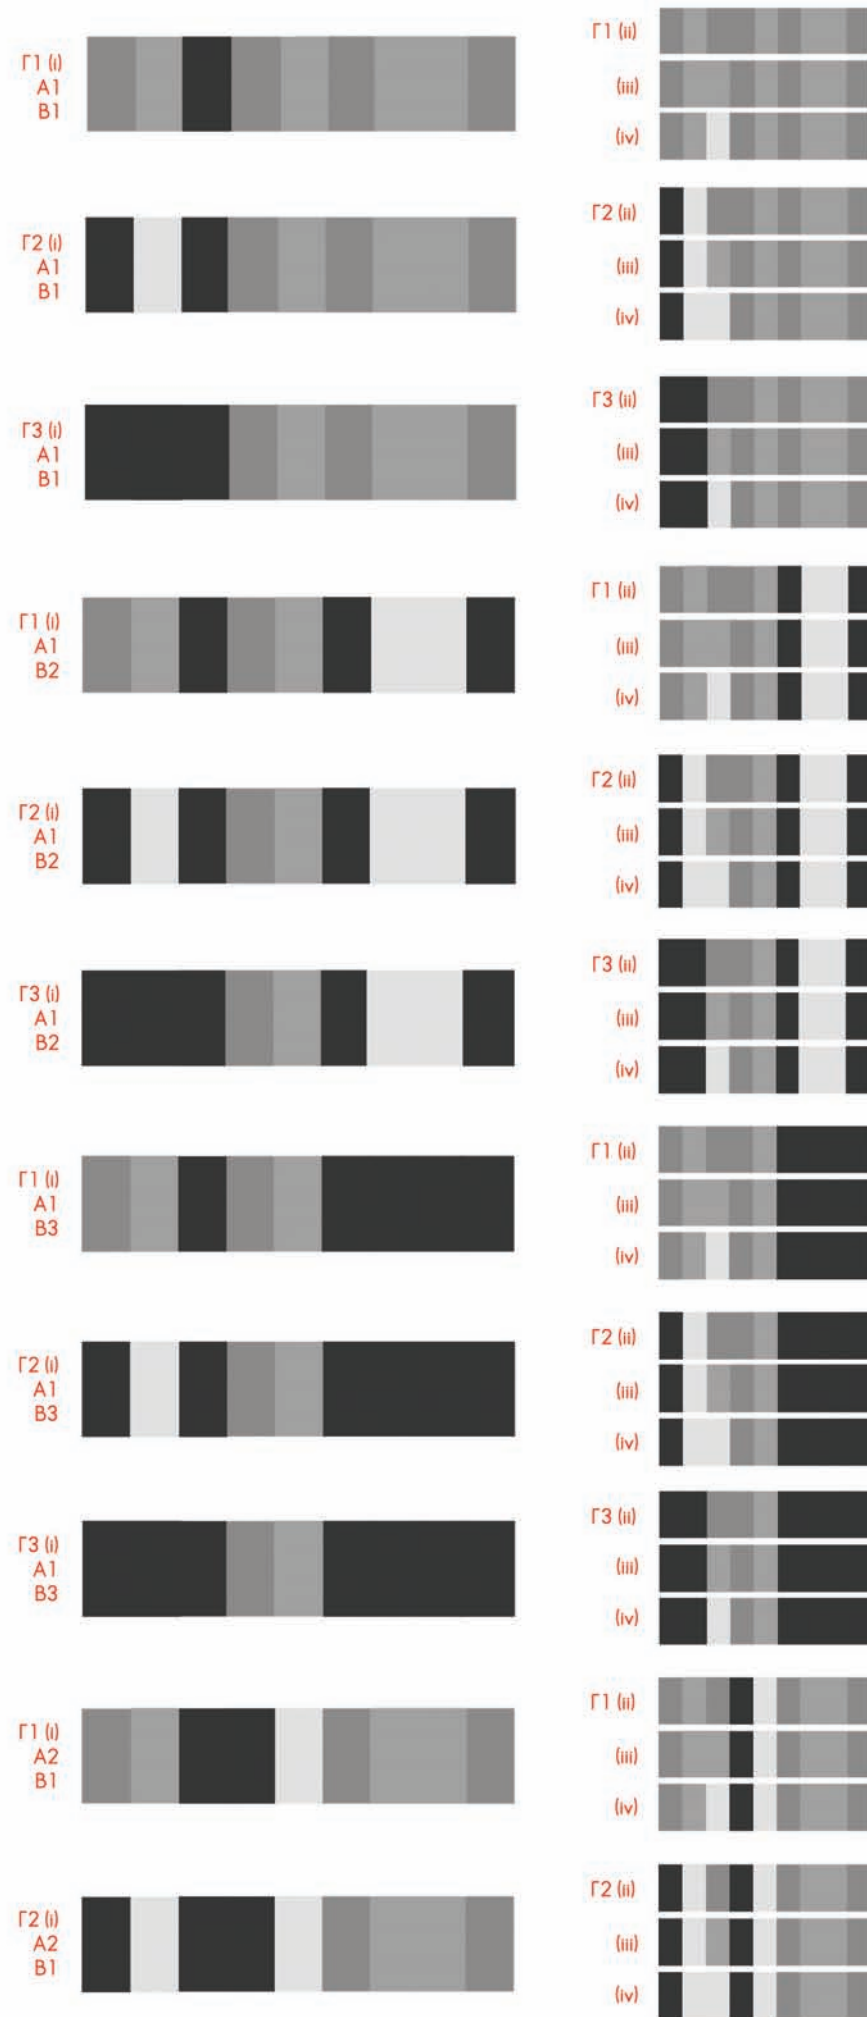 Γ1 (i)
A1
B1
Γ1 (ii)
(iii)
(iv)
Γ2 (i)
A1
B1
Γ2 (ii)
(iii)
(iv)
Γ3 (i)
A1
B1
Γ3 (ii)
(iii)
(iv)
Γ1 (i)
A1
B2
Γ1 (ii)
(iii)
(iv)
Γ2 (i)
A1
B2
Γ2 (ii)
(iii)
(iv)
Γ3 (i)
A1
B2
Γ3 (ii)
(iii)
(iv)
Γ1 (i)
A1
B3
Γ1 (ii)
(iii)
(iv)
Γ2 (i)
A1
B3
Γ2 (ii)
(iii)
(iv)
Γ3 (i)
A1
B3
Γ3 (ii)
(iii)
(iv)
Γ1 (i)
A2
B1
Γ1 (ii)
(iii)
(iv)
Γ2 (i)
A2
B1
Γ2 (ii)
(iii)
(iv)